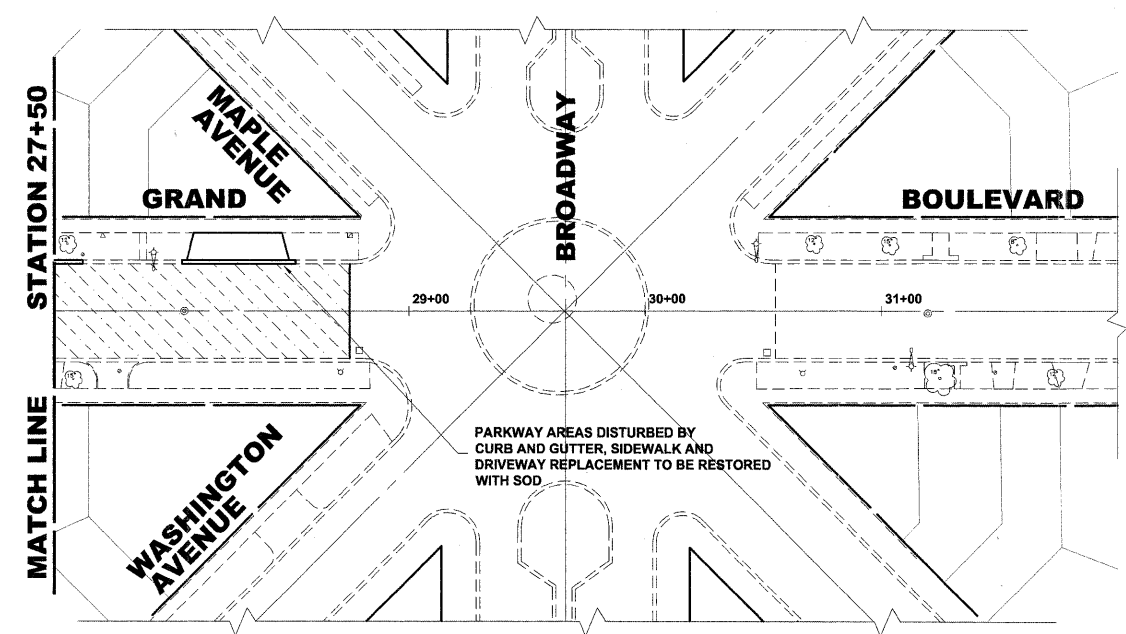 STATION 27+50
MATCH LINE
MAPLE
AVENUE
GRAND
BROADWAY
BOULEVARD
29+00
30+00
31+00
PARKWAY AREAS DISTURBED BY
CURB AND GUTTER, SIDEWALK AND
DRIVEWAY REPLACEMENT TO BE RESTORED
WITH SOD
WASHINGTON
AVENUE